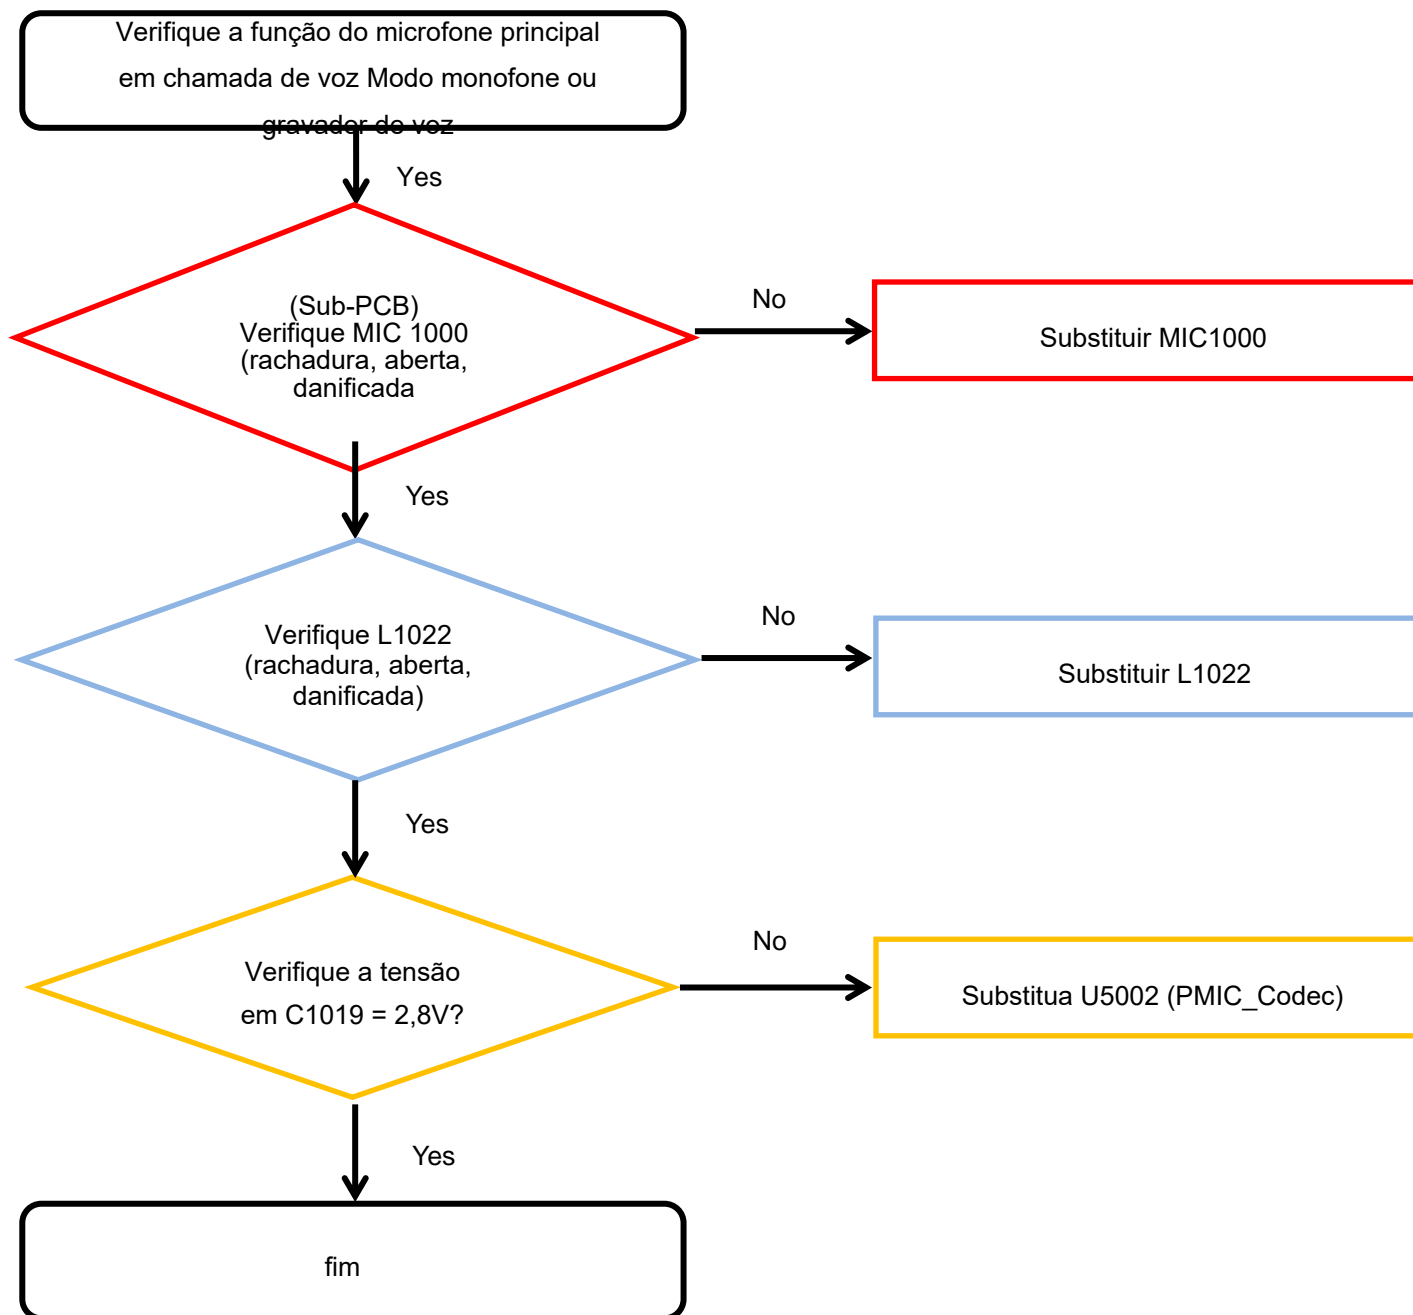 Verifique a função do microfone principal
em chamada de voz Modo monofone ou
gravador de voz
Yes
(Sub-PCB)
Verifique MIC 1000
(rachadura, aberta,
danificada
No
Substituir MIC1000
Yes
Verifique L1022
(rachadura, aberta,
danificada)
No
Substituir L1022
Yes
Verifique a tensão
em C1019 = 2,8V?
No
Substitua U5002 (PMIC_Codec)
Yes
fim